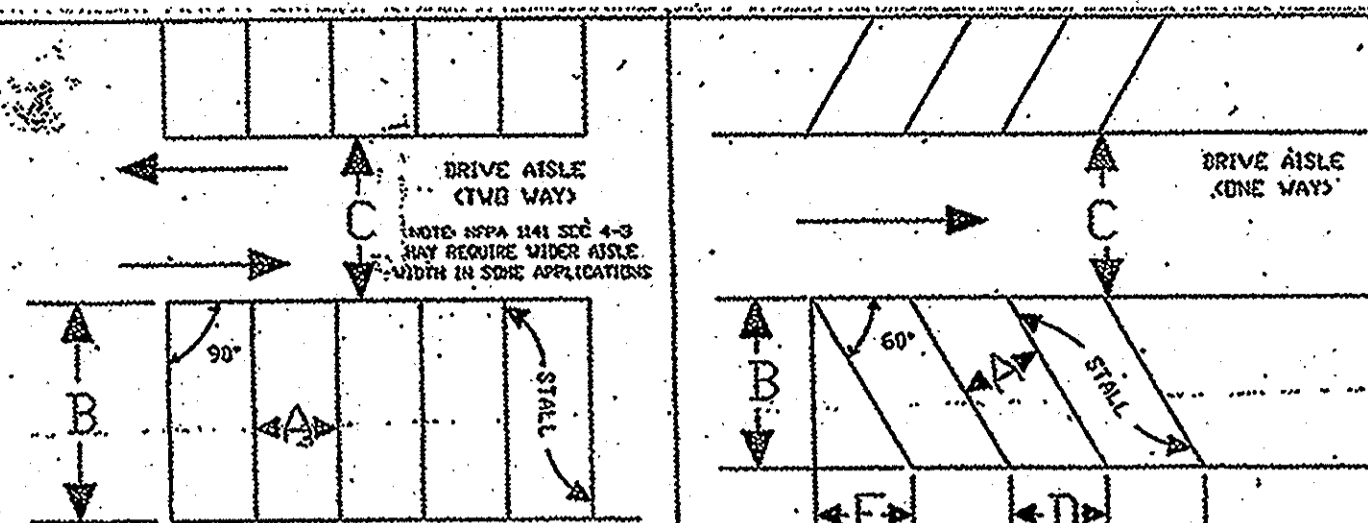 DRIVE AISLE
(TWO WAY)
C
NOTE: NFPA 1141 SEC 4-3
MAY REQUIRE WIDER AISLE
WIDTH IN SOME APPLICATIONS
B
90°
A
STALL
DRIVE AISLE
(ONE WAY)
C
B
60°
A
STALL
E
D